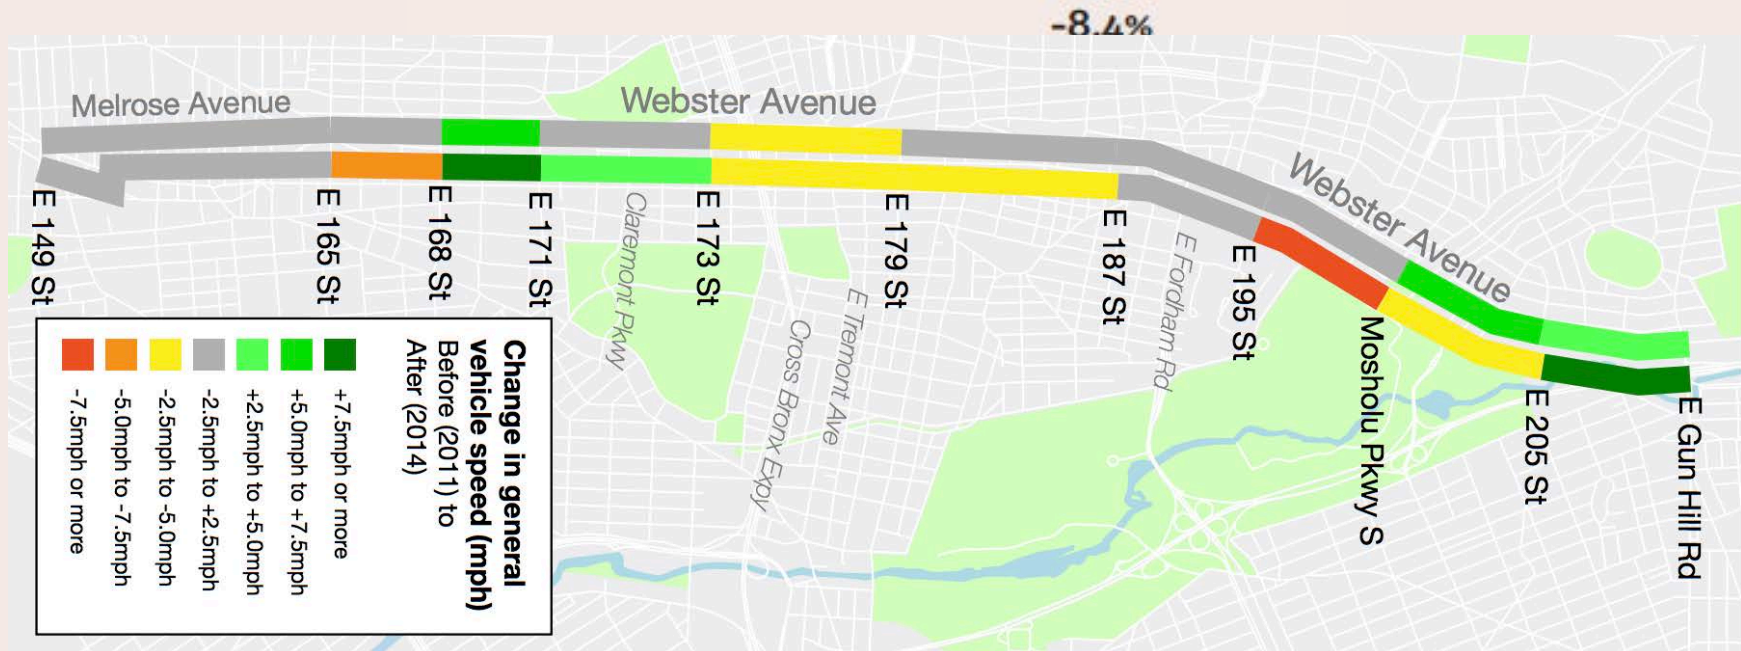 -8.4%
Melrose Avenue
Webster Avenue
Webster Avenue
E 149 St
E 165 St
E 168 St
E 171 St
Claremont Pkwy
E 173 St
Cross Bronx Expy
E Tremont Ave
E 179 St
E 187 St
E Fordham Rd
E 195 St
Mosholu Pkwy S
E 205 St
E Gun Hill Rd
Change in general
vehicle speed (mph)
Before (2011) to
After (2014)
+7.5mph or more
+5.0mph to +7.5mph
+2.5mph to +5.0mph
-2.5mph to +2.5mph
-2.5mph to -5.0mph
-5.0mph to -7.5mph
-7.5mph or more